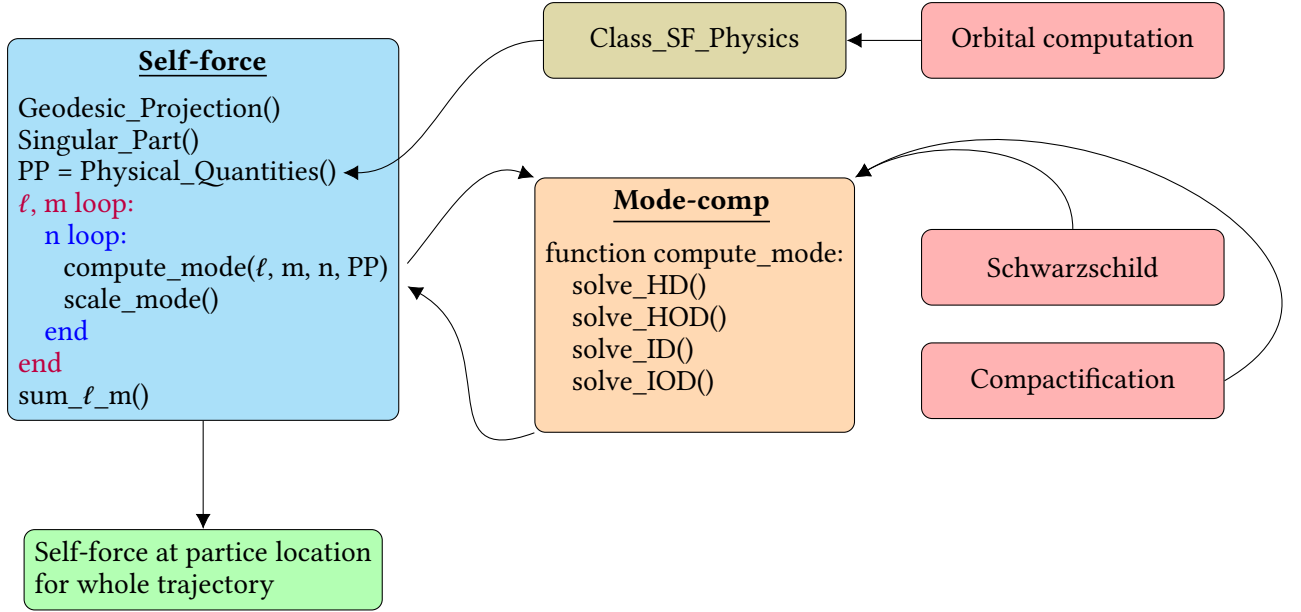 Self-force
Geodesic_Projection()
Singular_Part()
PP = Physical_Quantities()
ℓ, m loop:
n loop:
compute_mode(ℓ, m, n, PP)
scale_mode()
end
end
sum_ℓ_m()
Class_SF_Physics
Orbital computation
Mode-comp
function compute_mode:
solve_HD()
solve_HOD()
solve_ID()
solve_IOD()
Schwarzschild
Compactification
Self-force at partice location
for whole trajectory